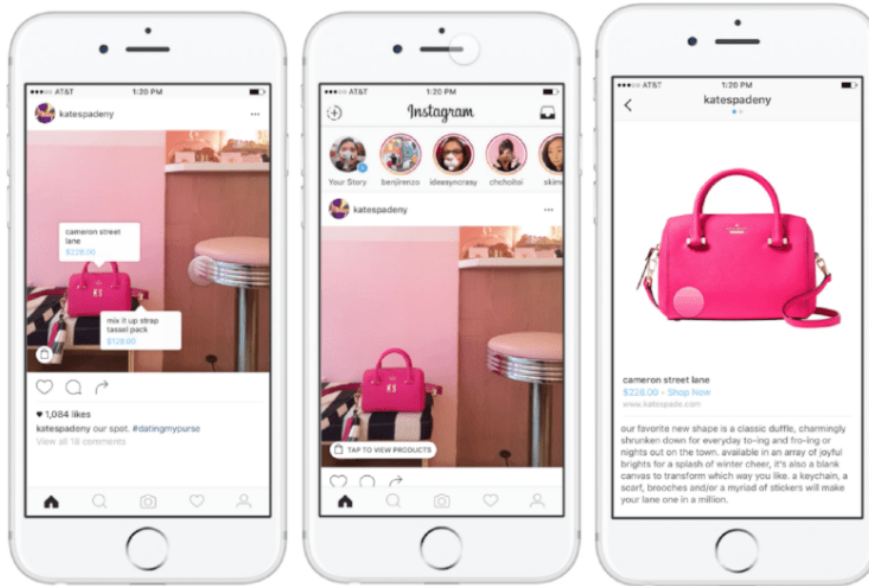 AT&T 1:20 PM
katespadeny
cameron street
lane
$228.00
mix it up strap
tassel pack
$128.00
1,084 likes
katespadeny our spot. #datingmypurse
View all 18 comments
AT&T 1:20 PM
Instagram
Your Story benjirenzo ideasyncrasy chchoitoi skim
katespadeny
TAP TO VIEW PRODUCTS
AT&T 1:20 PM
katespadeny
cameron street lane
$228.00 - Shop Now
www.katespade.com
our favorite new shape is a classic duffle, charmingly
shrunken down for everyday to-ing and fro-ing or
nights out on the town. available in an array of joyful
brights for a splash of winter cheer, it's also a blank
canvas to transform which way you like. a keychain, a
scarf, brooches and/or a myriad of stickers will make
your lane one in a million.